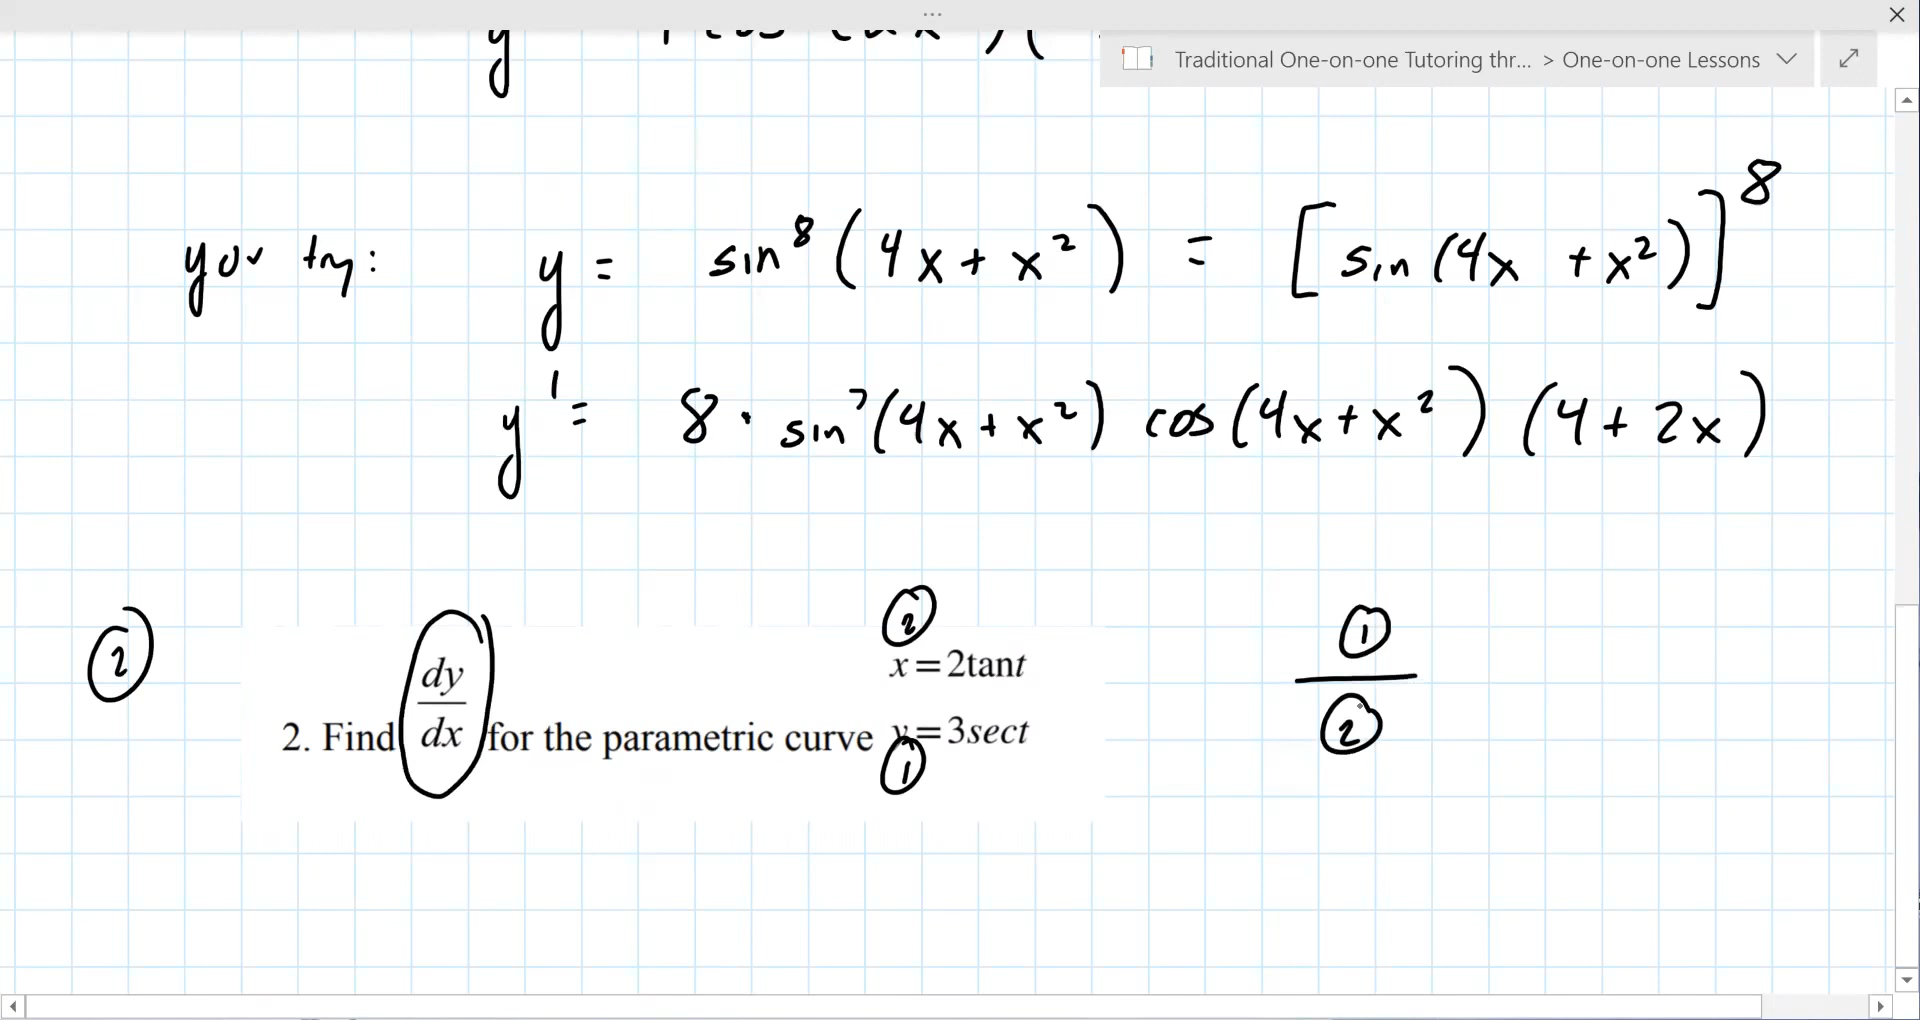 Traditional One-on-one Tutoring thr... > One-on-one Lessons
you try: y = sin⁸ (4x + x²) = [sin (4x + x²)]⁸
y' = 8 · sin⁷ (4x + x²) cos (4x + x²) (4 + 2x)
②
2. Find dy/dx for the parametric curve
② x = 2tant
① y = 3sect
①/②